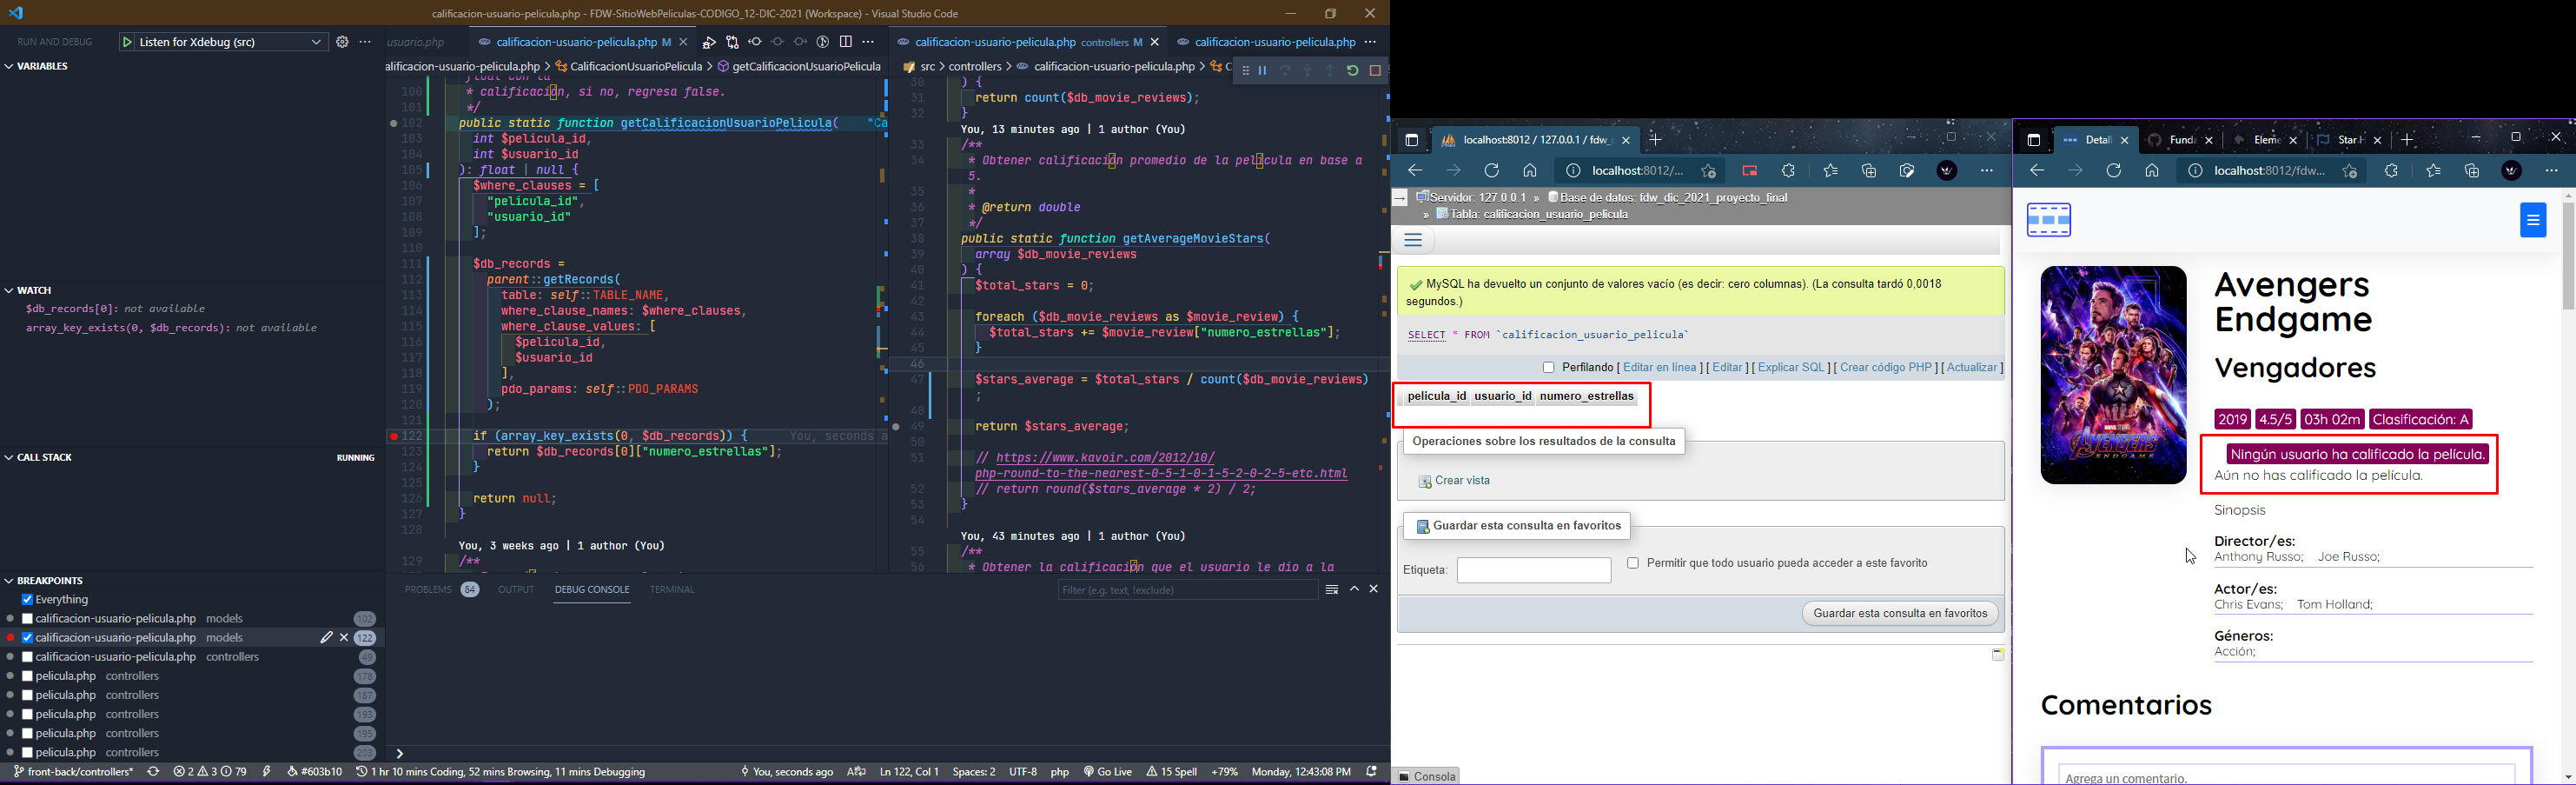 calificacion-usuario-pelicula.php - FDW-SitioWebPeliculas-CODIGO_12-DIC-2021 (Workspace) - Visual Studio Code
RUN AND DEBUG
Listen for Xdebug (src)
VARIABLES
WATCH
$db_records[0]: not available
array_key_exists(0, $db_records): not available
CALL STACK
RUNNING
BREAKPOINTS
Everything
calificacion-usuario-pelicula.php models 102
calificacion-usuario-pelicula.php models 122
calificacion-usuario-pelicula.php controllers 49
pelicula.php controllers 178
pelicula.php controllers 187
pelicula.php controllers 193
pelicula.php controllers 195
pelicula.php controllers 203
usuario.php
calificacion-usuario-pelicula.php M
alificacion-usuario-pelicula.php > CalificacionUsuarioPelicula > getCalificacionUsuarioPelicula
float con la
100 * calificación, si no, regresa false.
101 */
102 public static function getCalificacionUsuarioPelicula( "Ca
103 int $pelicula_id,
104 int $usuario_id
105 ): float | null {
106 $where_clauses = [
107 "pelicula_id",
108 "usuario_id"
109 ];
110
111 $db_records =
112 parent::getRecords(
113 table: self::TABLE_NAME,
114 where_clause_names: $where_clauses,
115 where_clause_values: [
116 $pelicula_id,
117 $usuario_id
118 ],
119 pdo_params: self::PDO_PARAMS
120 );
121
122 if (array_key_exists(0, $db_records)) { You, seconds a
123 return $db_records[0]["numero_estrellas"];
124 }
125
126 return null;
127 }
128
You, 3 weeks ago | 1 author (You)
129 /**
calificacion-usuario-pelicula.php controllers M
calificacion-usuario-pelicula.php
src > controllers > calificacion-usuario-pelicula.php > C
30 ) {
31 return count($db_movie_reviews);
32 }
You, 13 minutes ago | 1 author (You)
33 /**
34 * Obtener calificación promedio de la película en base a
5.
35 *
36 * @return double
37 */
38 public static function getAverageMovieStars(
39 array $db_movie_reviews
40 ) {
41 $total_stars = 0;
42
43 foreach ($db_movie_reviews as $movie_review) {
44 $total_stars += $movie_review["numero_estrellas"];
45 }
46
47 $stars_average = $total_stars / count($db_movie_reviews)
;
48
49 return $stars_average;
50
51 // https://www.kavoir.com/2012/10/
php-round-to-the-nearest-0-5-1-0-1-5-2-0-2-5-etc.html
52 // return round($stars_average * 2) / 2;
53 }
54
You, 43 minutes ago | 1 author (You)
55 /**
56 * Obtener la calificación que el usuario le dio a la
PROBLEMS 84
OUTPUT
DEBUG CONSOLE
TERMINAL
Filter (e.g. text, !exclude)
front-back/controllers*
2 3 79
#603b10
1 hr 10 mins Coding, 52 mins Browsing, 11 mins Debugging
You, seconds ago
Ln 122, Col 1
Spaces: 2
UTF-8
php
Go Live
15 Spell
+79%
Monday, 12:43:08 PM
localhost:8012 / 127.0.0.1 / fdw_
localhost:8012/...
Servidor: 127.0.0.1 » Base de datos: fdw_dic_2021_proyecto_final
» Tabla: calificacion_usuario_pelicula
MySQL ha devuelto un conjunto de valores vacío (es decir: cero columnas). (La consulta tardó 0,0018
segundos.)
SELECT * FROM `calificacion_usuario_pelicula`
Perfilando [ Editar en línea ] [ Editar ] [ Explicar SQL ] [ Crear código PHP ] [ Actualizar ]
pelicula_id usuario_id numero_estrellas
Operaciones sobre los resultados de la consulta
Crear vista
Guardar esta consulta en favoritos
Etiqueta:
Permitir que todo usuario pueda acceder a este favorito
Guardar esta consulta en favoritos
Consola
Detall
Funda
Eleme
Star H
localhost:8012/fdw...
AVENGERS
ENDGAME
Avengers
Endgame
Vengadores
2019 4.5/5 03h 02m Clasificación: A
Ningún usuario ha calificado la película.
Aún no has calificado la película.
Sinopsis
Director/es:
Anthony Russo; Joe Russo;
Actor/es:
Chris Evans; Tom Holland;
Géneros:
Acción;
Comentarios
Agrega un comentario.